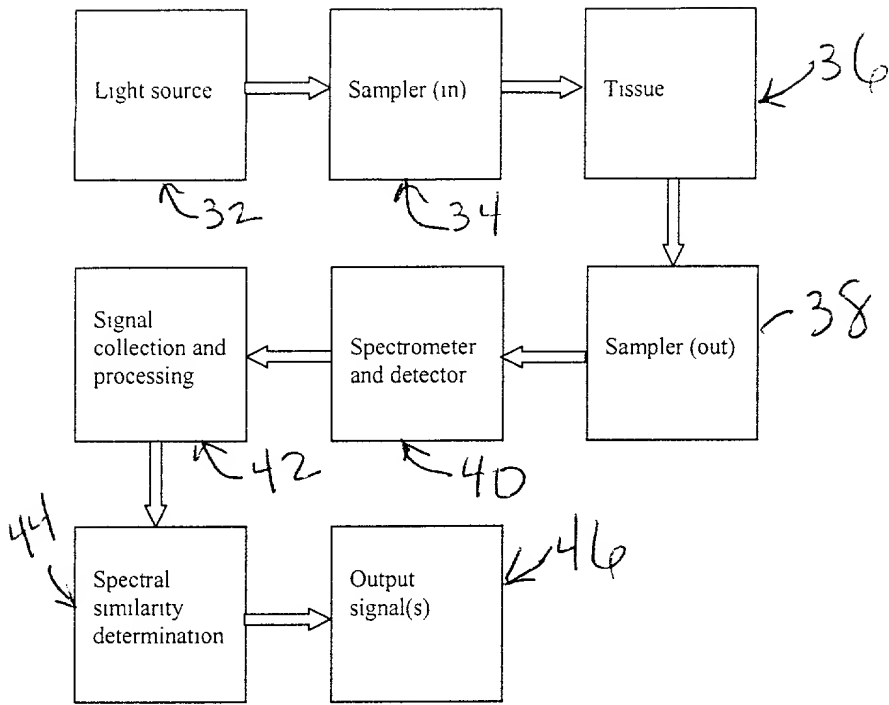 Light source
Sampler (in)
Tissue
36
32
34
Signal
collection and
processing
Spectrometer
and detector
Sampler (out)
38
42
40
44
Spectral
similarity
determination
Output
signal(s)
46